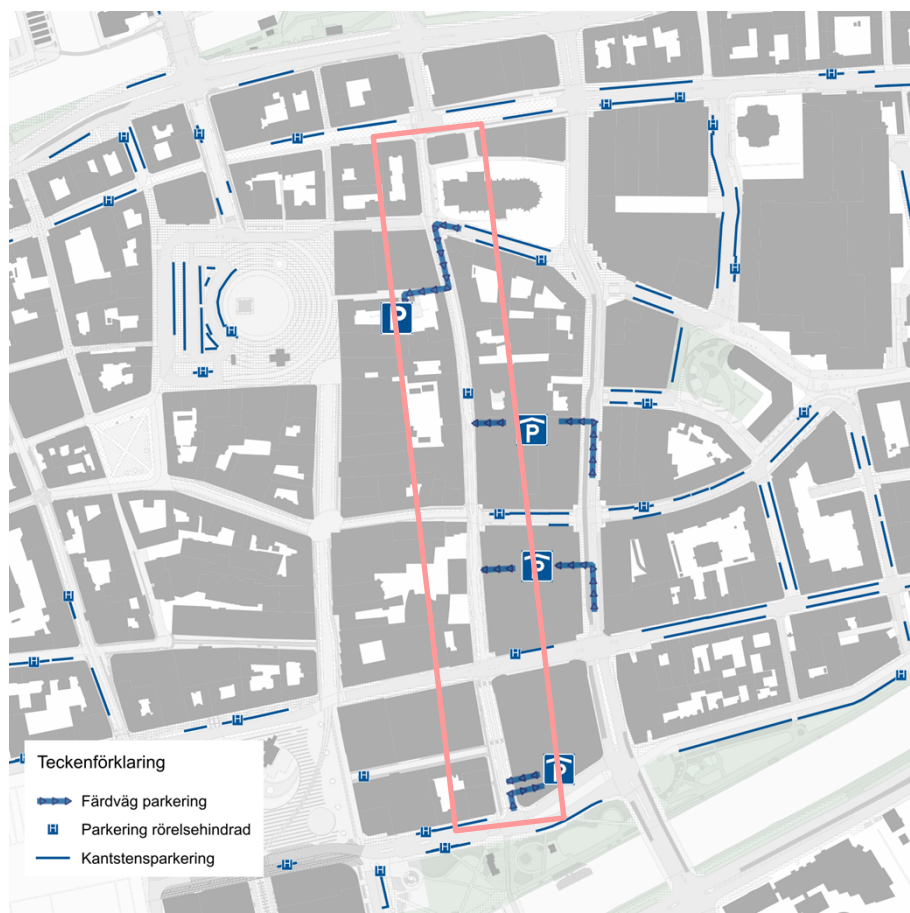 P
P
P
P
Teckenförklaring
Färdväg parkering
H Parkering rörelsehindrad
Kantstensparkering